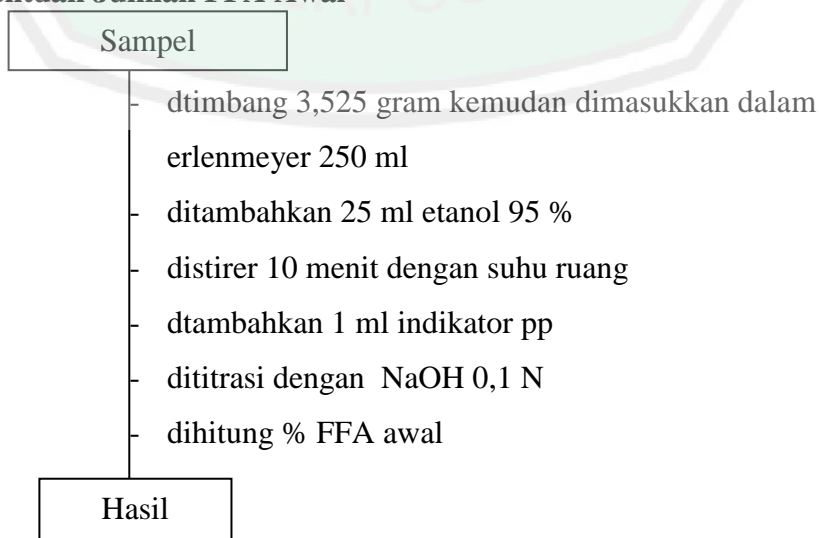 Sampel
- dtimbang 3,525 gram kemudan dimasukkan dalam
erlenmeyer 250 ml
- ditambahkan 25 ml etanol 95 %
- distirer 10 menit dengan suhu ruang
- dtambahkan 1 ml indikator pp
- dititrasi dengan NaOH 0,1 N
- dihitung % FFA awal
Hasil